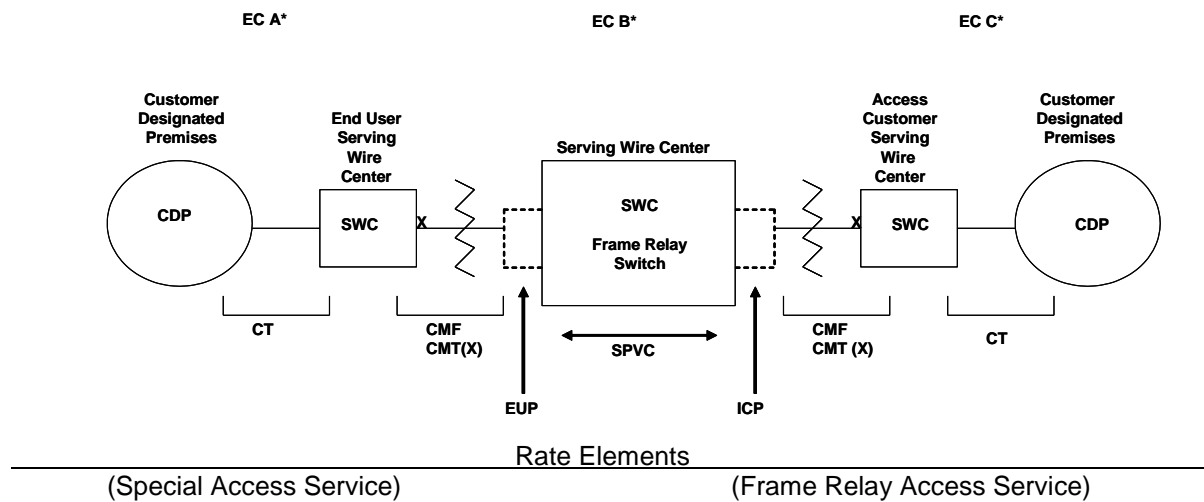 EC A*
EC B*
EC C*
Customer
Designated
Premises
End User
Serving
Wire
Center
Serving Wire Center
Access
Customer
Serving
Wire
Center
Customer
Designated
Premises
CDP
SWC
X
SWC
Frame Relay
Switch
X
SWC
CDP
CT
CMF
CMT(X)
SPVC
CMF
CMT (X)
CT
EUP
ICP
Rate Elements
(Special Access Service)
(Frame Relay Access Service)